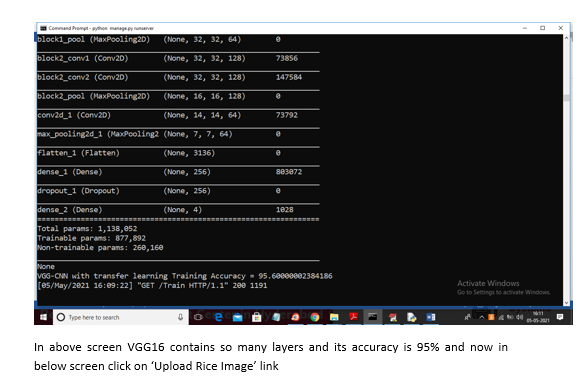 Command Prompt - python manage.py runserver
block1_pool (MaxPooling2D) (None, 32, 32, 64) 0
block2_conv1 (Conv2D) (None, 32, 32, 128) 73856
block2_conv2 (Conv2D) (None, 32, 32, 128) 147584
block2_pool (MaxPooling2D) (None, 16, 16, 128) 0
conv2d_1 (Conv2D) (None, 14, 14, 64) 73792
max_pooling2d_1 (MaxPooling2 (None, 7, 7, 64) 0
flatten_1 (Flatten) (None, 3136) 0
dense_1 (Dense) (None, 256) 803072
dropout_1 (Dropout) (None, 256) 0
dense_2 (Dense) (None, 4) 1028
Total params: 1,138,052
Trainable params: 877,892
Non-trainable params: 260,160
None
VGG-CNN with transfer learning Training Accuracy = 95.60000002384186
[05/May/2021 16:09:22] "GET /Train HTTP/1.1" 200 1191
Activate Windows
Go to Settings to activate Windows.
Type here to search
16:11
05-05-2021
In above screen VGG16 contains so many layers and its accuracy is 95% and now in
below screen click on ‘Upload Rice Image’ link